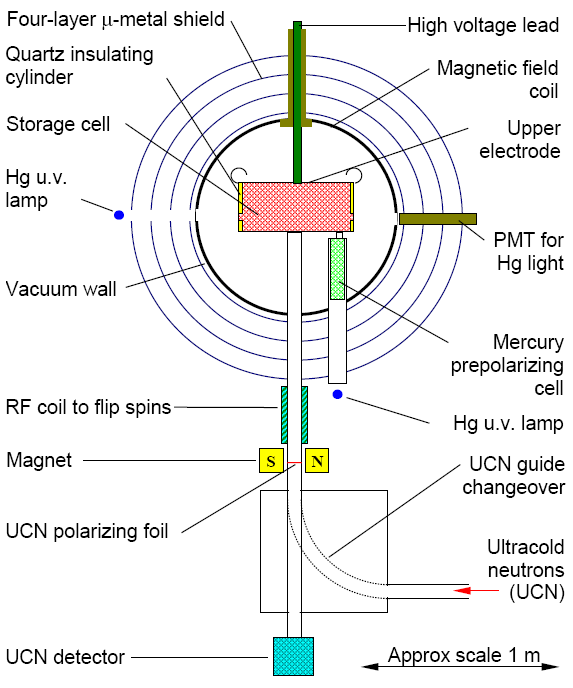 Four-layer μ-metal shield
Quartz insulating
cylinder
Storage cell
Hg u.v.
lamp
Vacuum wall
RF coil to flip spins
Magnet
UCN polarizing foil
UCN detector
High voltage lead
Magnetic field
coil
Upper
electrode
PMT for
Hg light
Mercury
prepolarizing
cell
Hg u.v. lamp
S
N
UCN guide
changeover
Ultracold
neutrons
(UCN)
Approx scale 1 m